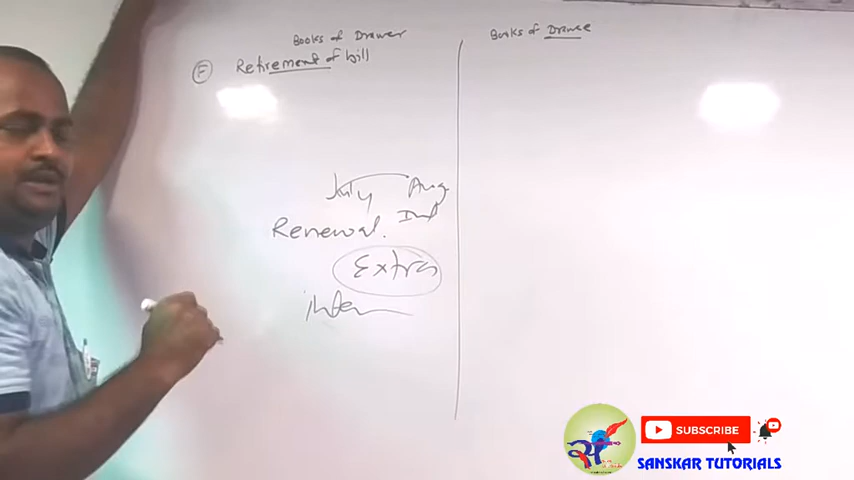 Books of Drawer
Books of Drawee
F Retirement of bill
July Aug
Int
Renewal.
Extra
SUBSCRIBE
SANSKAR TUTORIALS